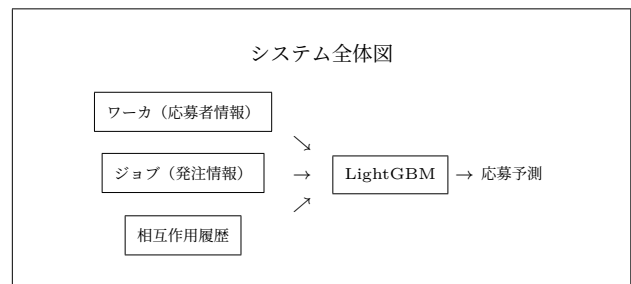 システム全体図
ワーカ（応募者情報）
ジョブ（発注情報）
相互作用履歴
LightGBM
応募予測